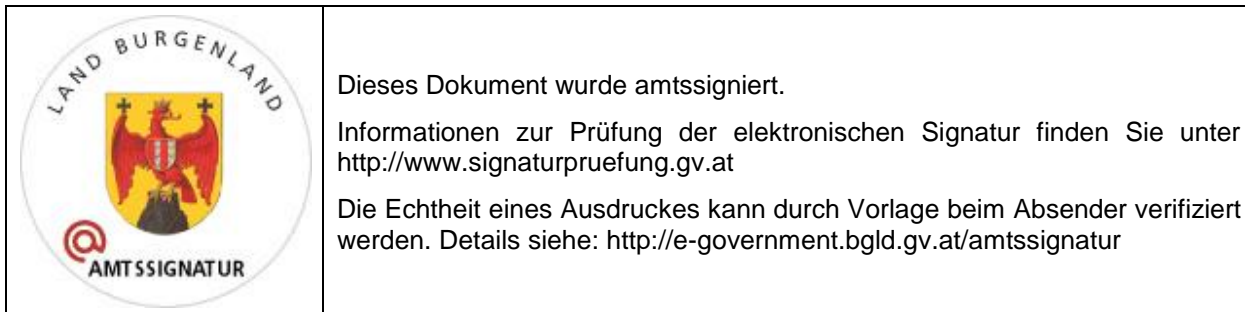 LAND BURGENLAND
@
AMTSSIGNATUR
Dieses Dokument wurde amtssigniert.
Informationen zur Prüfung der elektronischen Signatur finden Sie unter
http://www.signaturpruefung.gv.at
Die Echtheit eines Ausdruckes kann durch Vorlage beim Absender verifiziert
werden. Details siehe: http://e-government.bgld.gv.at/amtssignatur